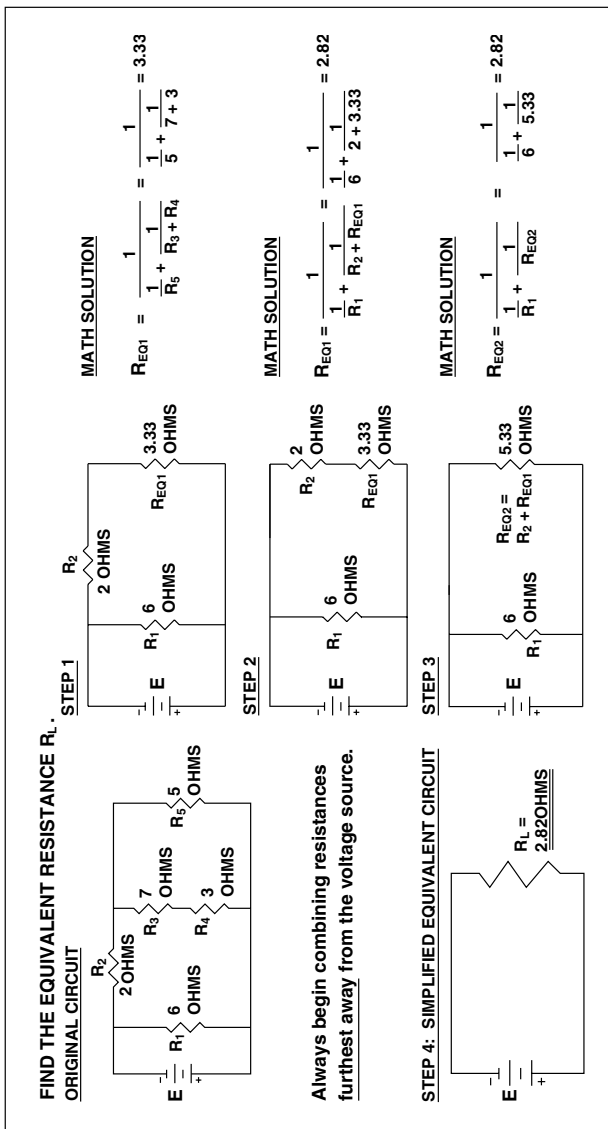 FIND THE EQUIVALENT RESISTANCE RL.
ORIGINAL CIRCUIT
E
-
+
R1
6
OHMS
R2
2 OHMS
R3
7
OHMS
R4
3
OHMS
R5
5
OHMS
Always begin combining resistances
furthest away from the voltage source.
STEP 4: SIMPLIFIED EQUIVALENT CIRCUIT
E
-
+
RL =
2.82OHMS
STEP 1
E
-
+
R1
6
OHMS
R2
2 OHMS
REQ1
3.33
OHMS
MATH SOLUTION
REQ1 = 1 / (1/R5 + 1/(R3 + R4)) = 1 / (1/5 + 1/(7 + 3)) = 3.33
STEP 2
E
-
+
R1
6
OHMS
R2
2
OHMS
REQ1
3.33
OHMS
MATH SOLUTION
REQ1 = 1 / (1/R1 + 1/(R2 + REQ1)) = 1 / (1/6 + 1/(2 + 3.33)) = 2.82
STEP 3
E
-
+
R1
6
OHMS
REQ2 =
R2 + REQ1
5.33
OHMS
MATH SOLUTION
REQ2 = 1 / (1/R1 + 1/REQ2) = 1 / (1/6 + 1/5.33) = 2.82